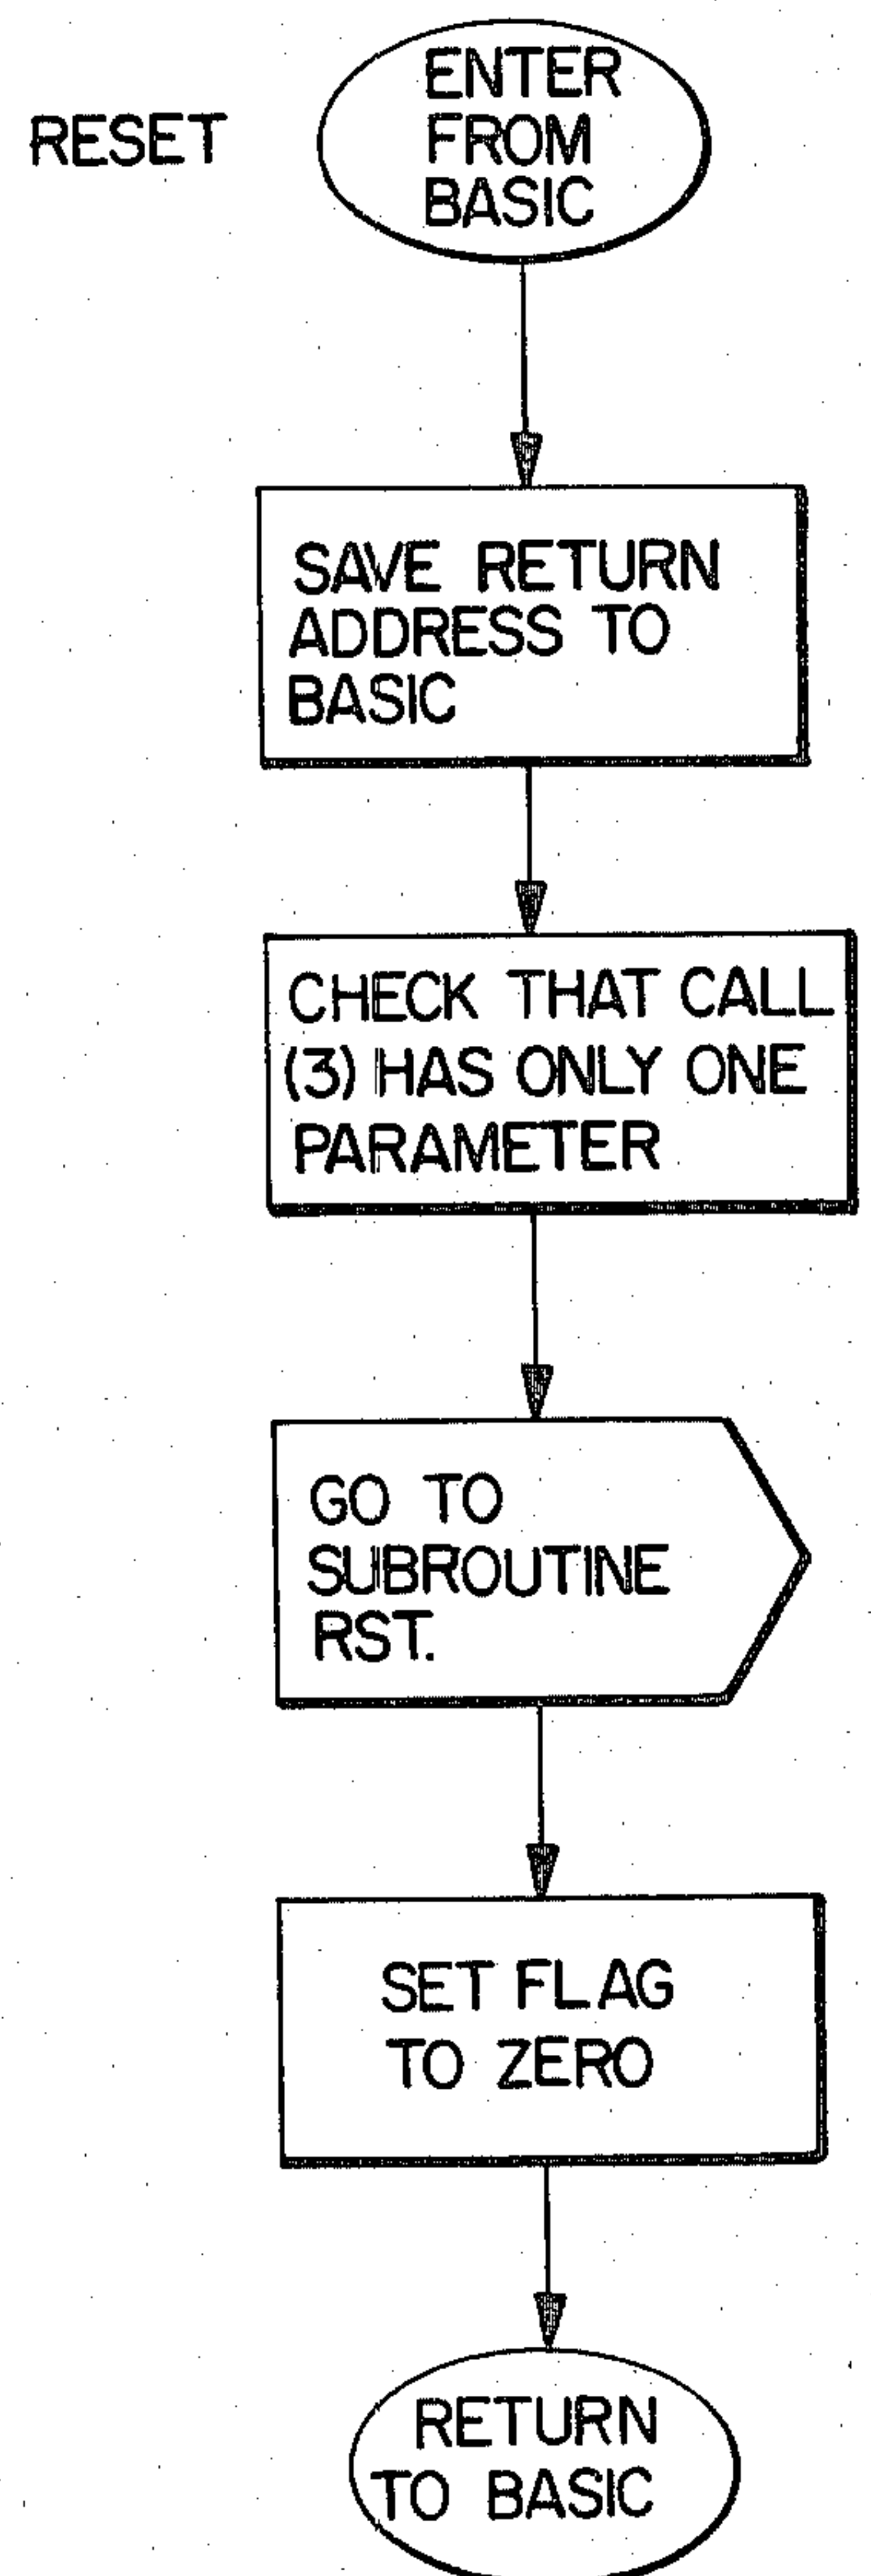 RESET
ENTER
FROM
BASIC
SAVE RETURN
ADDRESS TO
BASIC
CHECK THAT CALL
(3) HAS ONLY ONE
PARAMETER
GO TO
SUBROUTINE
RST.
SET FLAG
TO ZERO
RETURN
TO BASIC